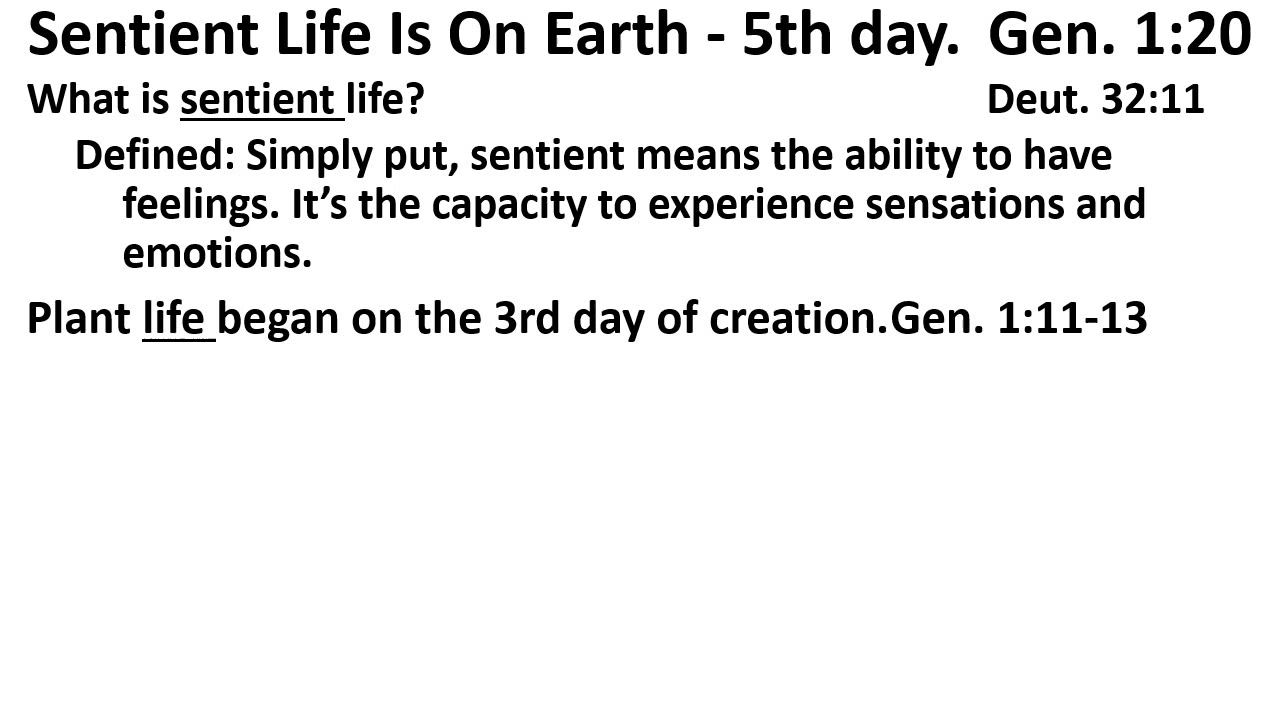 Sentient Life Is On Earth - 5th day. Gen. 1:20
What is sentient life? Deut. 32:11
Defined: Simply put, sentient means the ability to have
feelings. It’s the capacity to experience sensations and
emotions.
Plant life began on the 3rd day of creation.Gen. 1:11-13